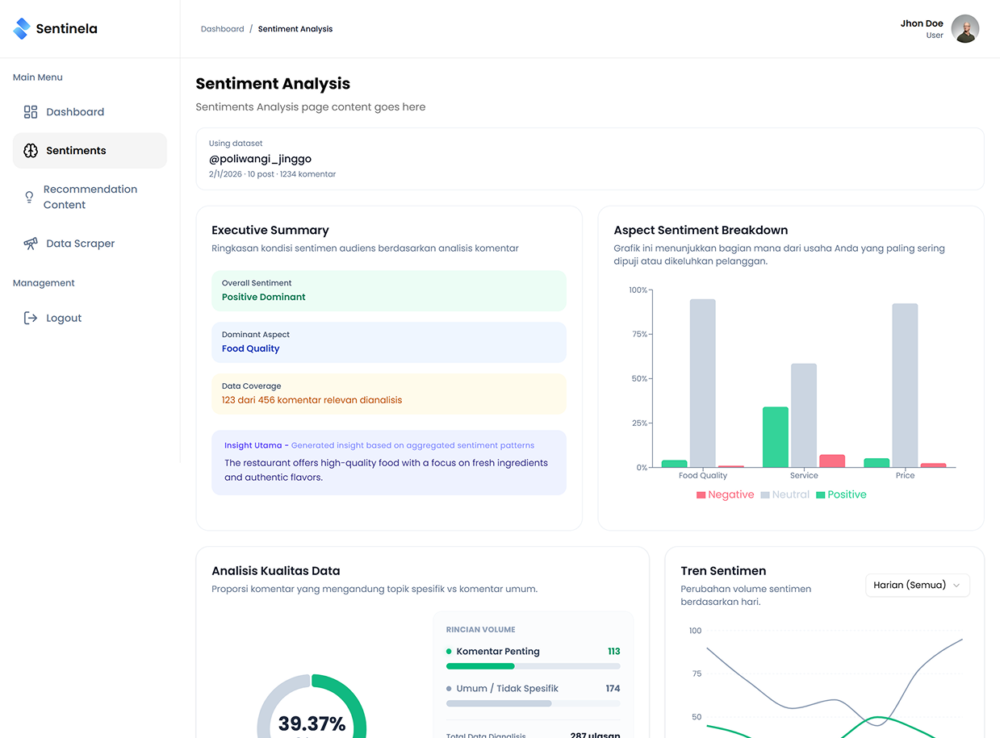 Sentinela
Dashboard / Sentiment Analysis
Jhon Doe
User
Main Menu
Dashboard
Sentiments
Recommendation
Content
Data Scraper
Management
Logout
Sentiment Analysis
Sentiments Analysis page content goes here
Using dataset
@poliwangi_jinggo
2/1/2026 · 10 post · 1234 komentar
Executive Summary
Ringkasan kondisi sentimen audiens berdasarkan analisis komentar
Overall Sentiment
Positive Dominant
Dominant Aspect
Food Quality
Data Coverage
123 dari 456 komentar relevan dianalisis
Insight Utama - Generated insight based on aggregated sentiment patterns
The restaurant offers high-quality food with a focus on fresh ingredients
and authentic flavors.
Aspect Sentiment Breakdown
Grafik ini menunjukkan bagian mana dari usaha Anda yang paling sering
dipuji atau dikeluhkan pelanggan.
100%
75%
50%
25%
0%
Food Quality Service Price
Negative Neutral Positive
Analisis Kualitas Data
Proporsi komentar yang mengandung topik spesifik vs komentar umum.
39.37%
RINCIAN VOLUME
Komentar Penting 113
Umum / Tidak Spesifik 174
Total Data Dianalisis 287 ulasan
Tren Sentimen
Perubahan volume sentimen
berdasarkan hari.
Harian (Semua)
100
75
50